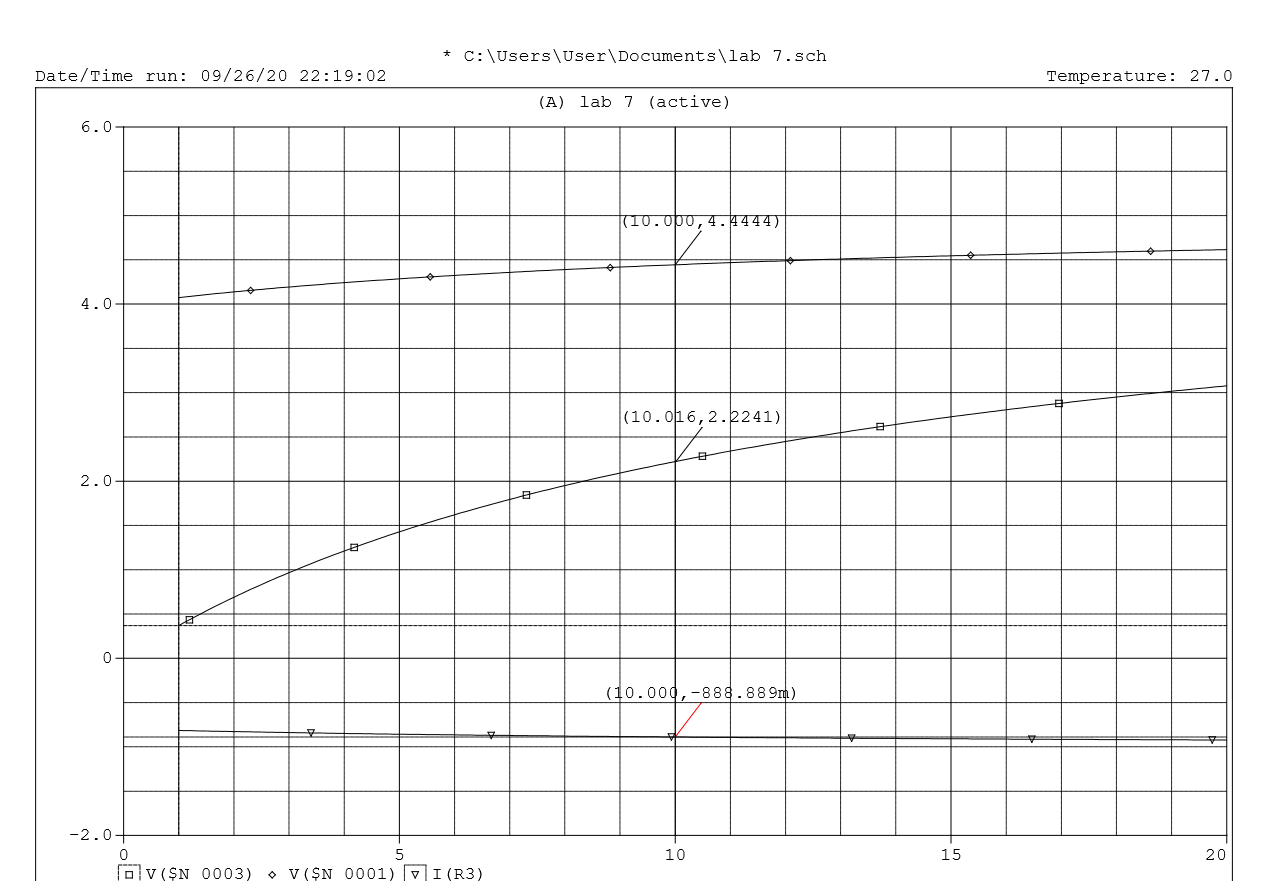 * C:\Users\User\Documents\lab 7.sch
Date/Time run: 09/26/20 22:19:02 Temperature: 27.0
(A) lab 7 (active)
6.0
(10.000,4.4444)
4.0
(10.016,2.2241)
2.0
0
(10.000,-888.889m)
-2.0
0 5 10 15 20
V($N_0003) V($N_0001) I(R3)